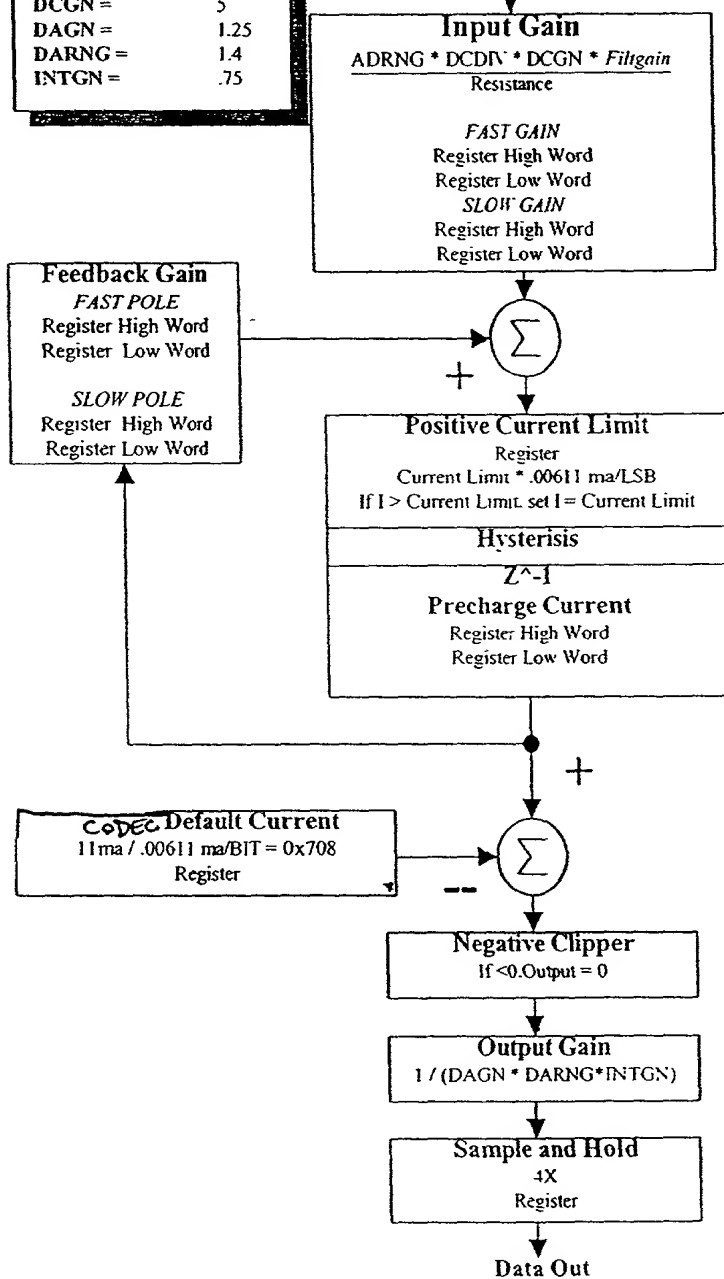 DCGN = 5
DAGN = 1.25
DARNG = 1.4
INTGN = .75
Input Gain
ADRNG * DCDIV * DCGN * Filtgain
Resistance
FAST GAIN
Register High Word
Register Low Word
SLOW GAIN
Register High Word
Register Low Word
Feedback Gain
FAST POLE
Register High Word
Register Low Word
SLOW POLE
Register High Word
Register Low Word
Σ
+
Positive Current Limit
Register
Current Limit * .00611 ma/LSB
If I > Current Limit. set I = Current Limit
Hysterisis
Z^-1
Precharge Current
Register High Word
Register Low Word
+
CODEC Default Current
11ma / .00611 ma/BIT = 0x708
Register
Σ
--
Negative Clipper
If <0.Output = 0
Output Gain
1 / (DAGN * DARNG*INTGN)
Sample and Hold
4X
Register
Data Out